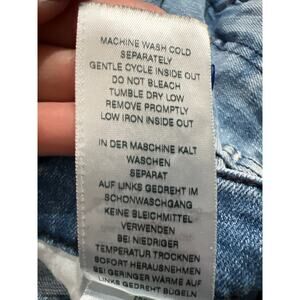 MACHINE WASH COLD
SEPARATELY
GENTLE CYCLE INSIDE OUT
DO NOT BLEACH
TUMBLE DRY LOW
REMOVE PROMPTLY
LOW IRON INSIDE OUT
IN DER MASCHINE KALT
WASCHEN
SEPARAT
AUF LINKS GEDREHT IM
SCHONWASCHGANG
KEINE BLEICHMITTEL
VERWENDEN
BEI NIEDRIGER
TEMPERATUR TROCKNEN
SOFORT HERAUSNEHMEN
BEI GERINGER WÄRME AUF
LINKS GEDREHT BÜGELN